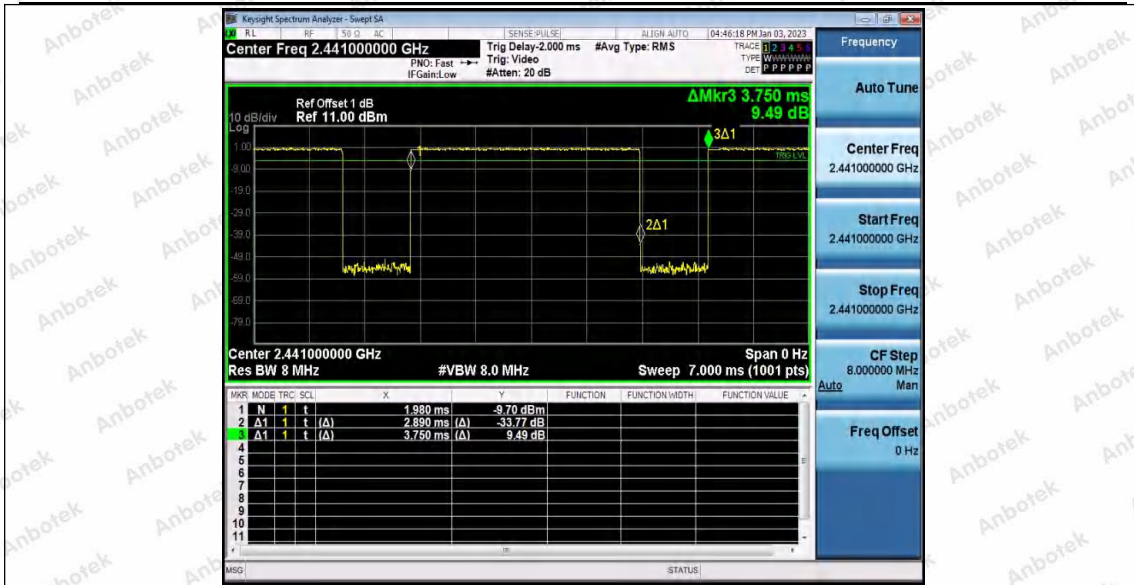 Keysight Spectrum Analyzer - Swept SA
RL RF 50 Ω AC SENSE:PULSE ALIGN AUTO 04:46:18 PM Jan 03, 2023
Center Freq 2.441000000 GHz
PNO: Fast
IFGain:Low
Trig Delay-2.000 ms
Trig: Video
#Atten: 20 dB
#Avg Type: RMS
TRACE 1 2 3 4 5 6
TYPE WWWWWW
DET P P P P P P
ΔMkr3 3.750 ms
9.49 dB
Ref Offset 1 dB
10 dB/div Ref 11.00 dBm
Log
1.00
-9.00
-19.0
-29.0
-39.0
-49.0
-59.0
-69.0
-79.0
1
3Δ1
TRIG LVL
2Δ1
Center 2.441000000 GHz Span 0 Hz
Res BW 8 MHz #VBW 8.0 MHz Sweep 7.000 ms (1001 pts)
MKR MODE TRC SCL X Y FUNCTION FUNCTION WIDTH FUNCTION VALUE
1 N 1 t 1.980 ms -9.70 dBm
2 Δ1 1 t (Δ) 2.890 ms (Δ) -33.77 dB
3 Δ1 1 t (Δ) 3.750 ms (Δ) 9.49 dB
4
5
6
7
8
9
10
11
MSG STATUS
Frequency
Auto Tune
Center Freq
2.441000000 GHz
Start Freq
2.441000000 GHz
Stop Freq
2.441000000 GHz
CF Step
8.000000 MHz
Auto Man
Freq Offset
0 Hz
Anbotek